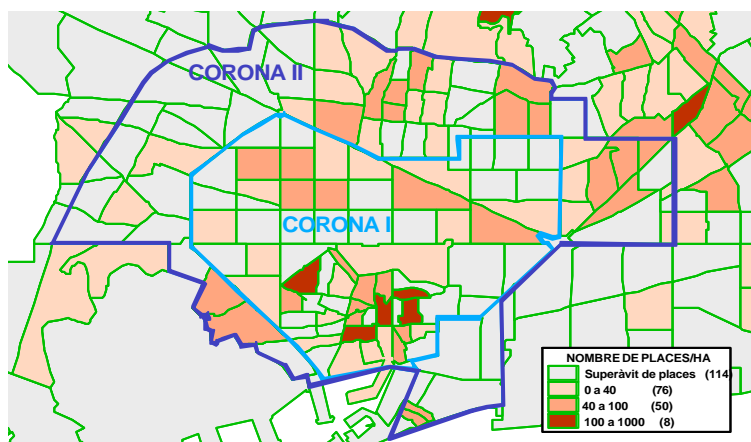 CORONA II
CORONA I
NOMBRE DE PLACES/HA
Superàvit de places (114)
0 a 40 (76)
40 a 100 (50)
100 a 1000 (8)